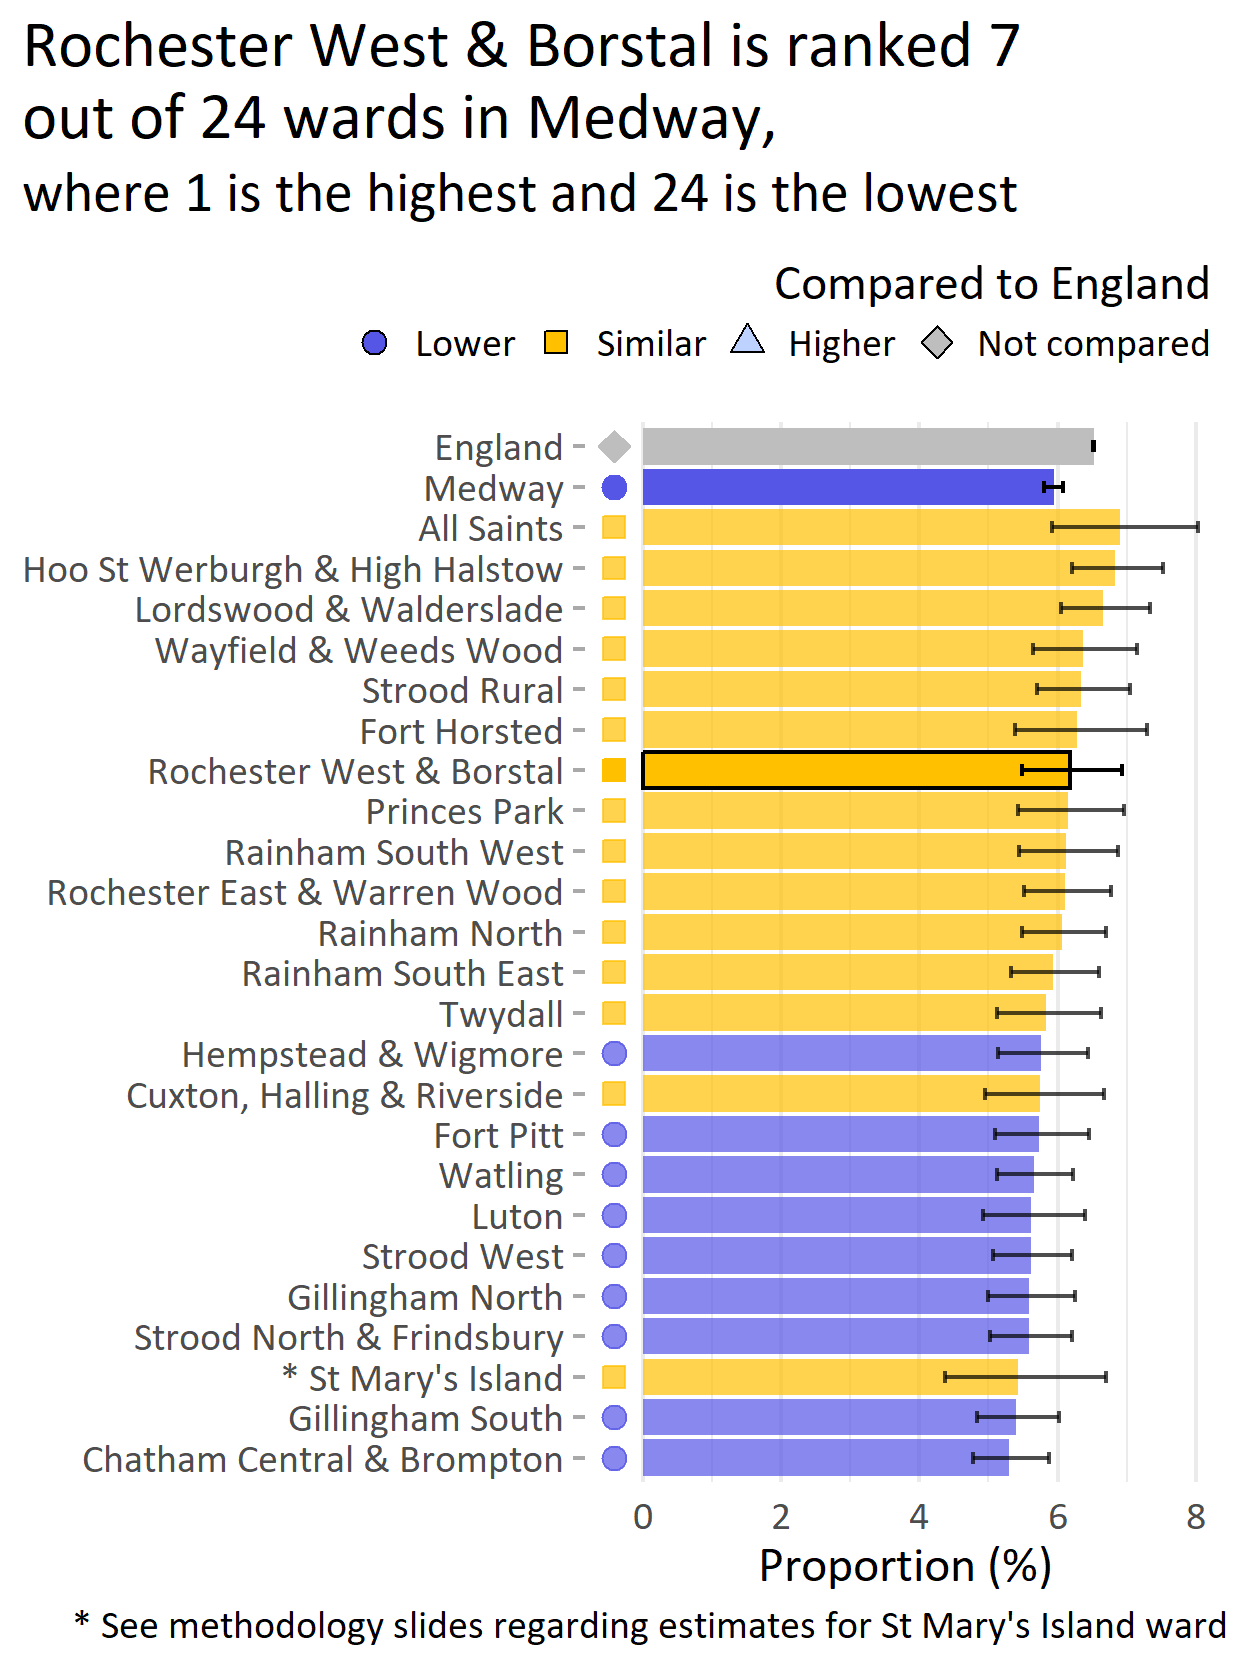 Rochester West & Borstal is ranked 7
out of 24 wards in Medway,
where 1 is the highest and 24 is the lowest
Compared to England
Lower Similar Higher Not compared
England
Medway
All Saints
Hoo St Werburgh & High Halstow
Lordswood & Walderslade
Wayfield & Weeds Wood
Strood Rural
Fort Horsted
Rochester West & Borstal
Princes Park
Rainham South West
Rochester East & Warren Wood
Rainham North
Rainham South East
Twydall
Hempstead & Wigmore
Cuxton, Halling & Riverside
Fort Pitt
Watling
Luton
Strood West
Gillingham North
Strood North & Frindsbury
* St Mary's Island
Gillingham South
Chatham Central & Brompton
0 2 4 6 8
Proportion (%)
* See methodology slides regarding estimates for St Mary's Island ward